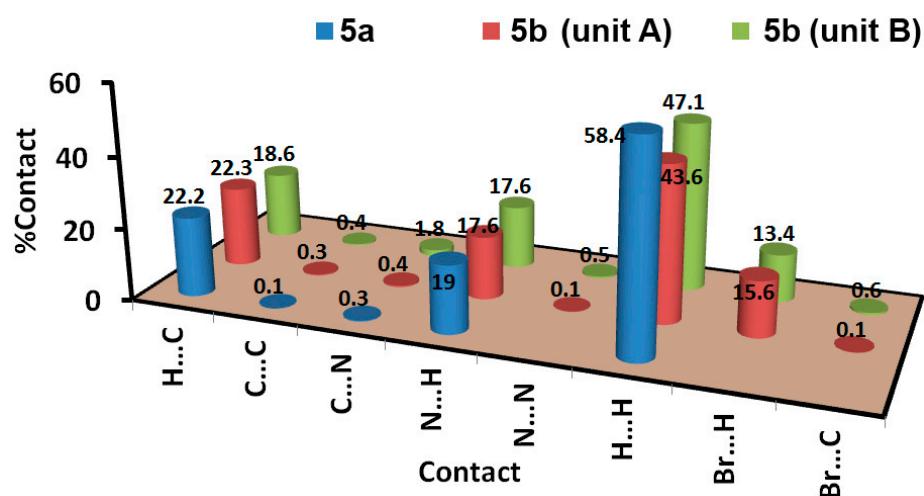 5a 5b (unit A) 5b (unit B)
60
40
20
0
%Contact
22.2 22.3 18.6
0.1 0.3 0.4
0.3 0.4 1.8
19 17.6 17.6
0.1 0.5
58.4 43.6 47.1
15.6 13.4
0.1 0.6
H...C
C...C
C...N
N...H
N...N
H...H
Br...H
Br...C
Contact